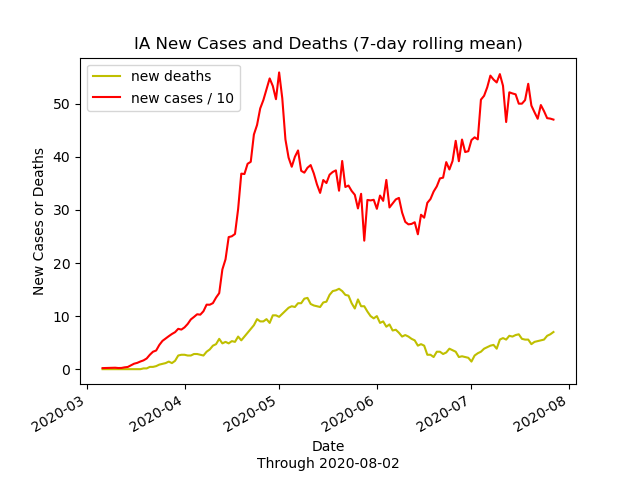 IA New Cases and Deaths (7-day rolling mean)
new deaths
new cases / 10
New Cases or Deaths
50
40
30
20
10
0
2020-03
2020-04
2020-05
2020-06
2020-07
2020-08
Date
Through 2020-08-02